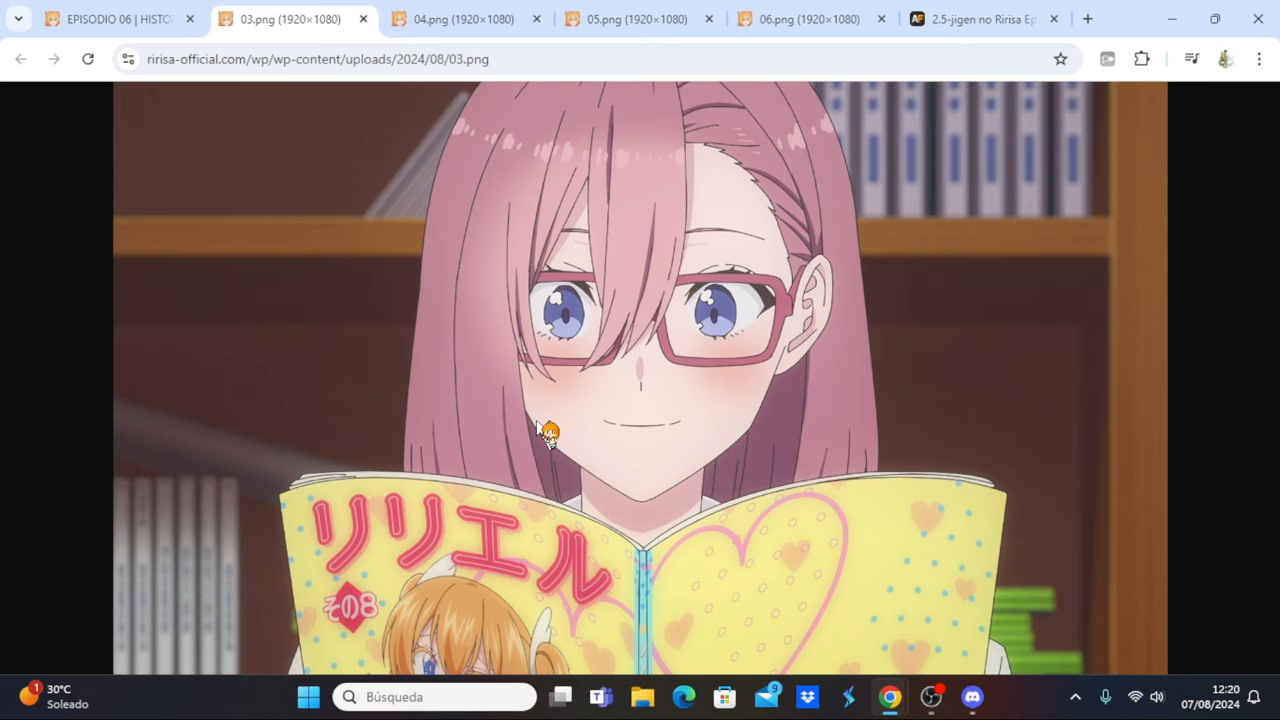 EPISODIO 06 | HISTO
03.png (1920×1080)
04.png (1920×1080)
05.png (1920×1080)
06.png (1920×1080)
2.5-jigen no Ririsa Ep
ririsa-official.com/wp/wp-content/uploads/2024/08/03.png
リリエル
その8
1
30°C
Soleado
Búsqueda
9
12:20
07/08/2024